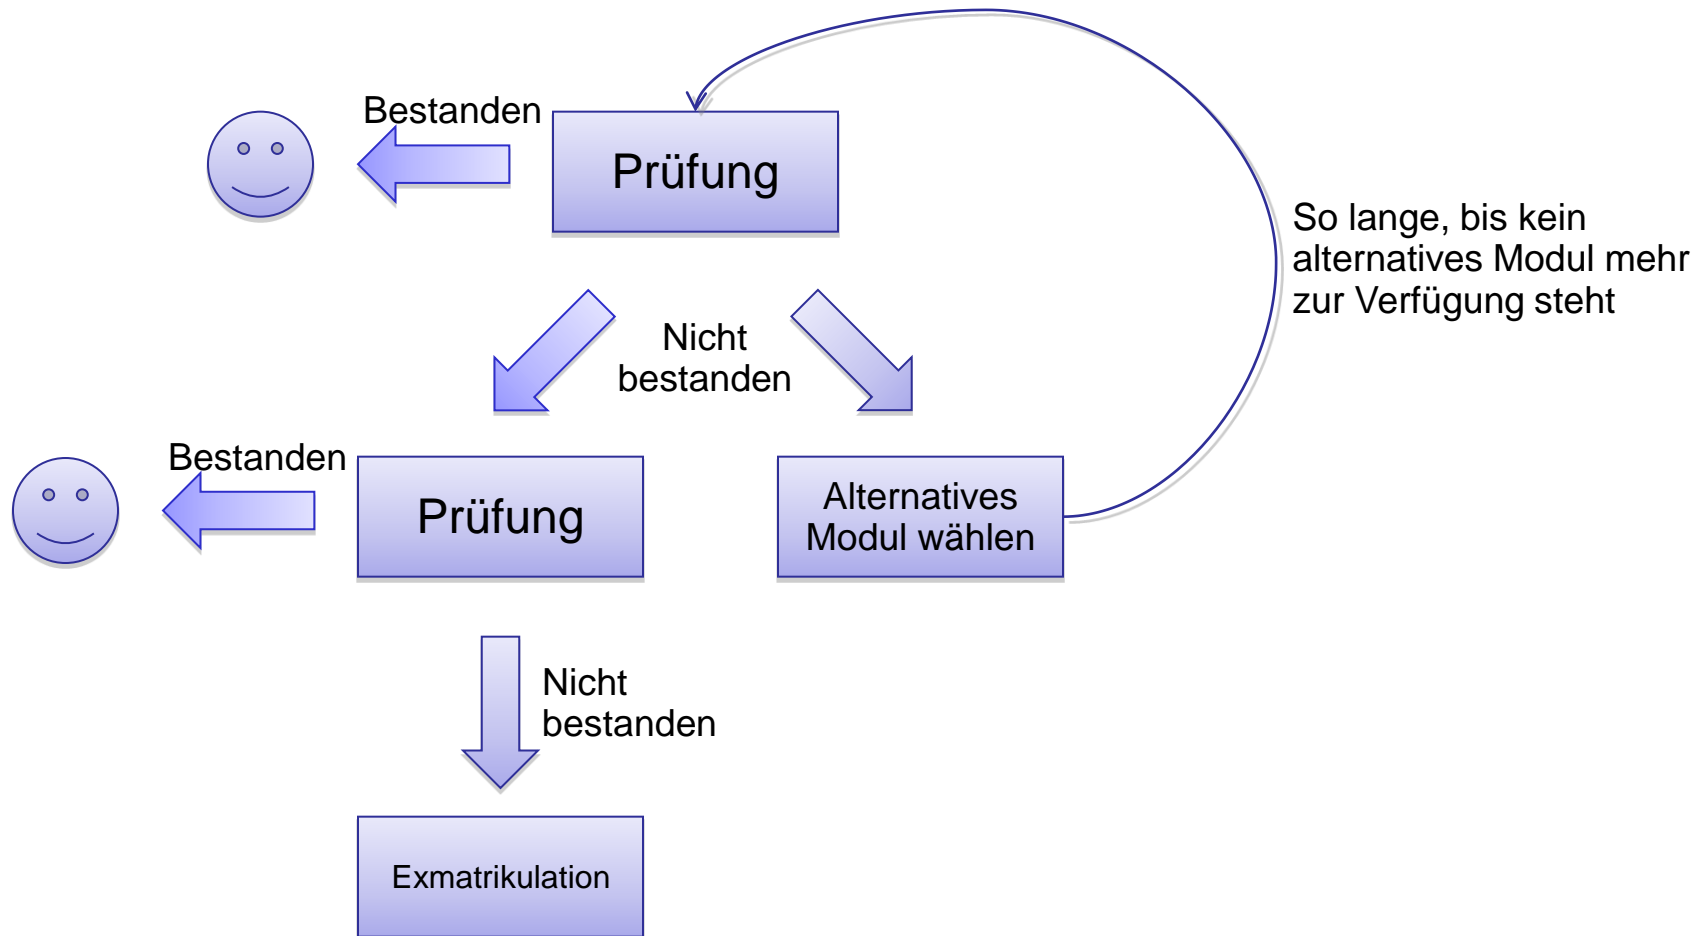 Bestanden
Prüfung
So lange, bis kein
alternatives Modul mehr
zur Verfügung steht
Nicht
bestanden
Bestanden
Prüfung
Alternatives
Modul wählen
Nicht
bestanden
Exmatrikulation